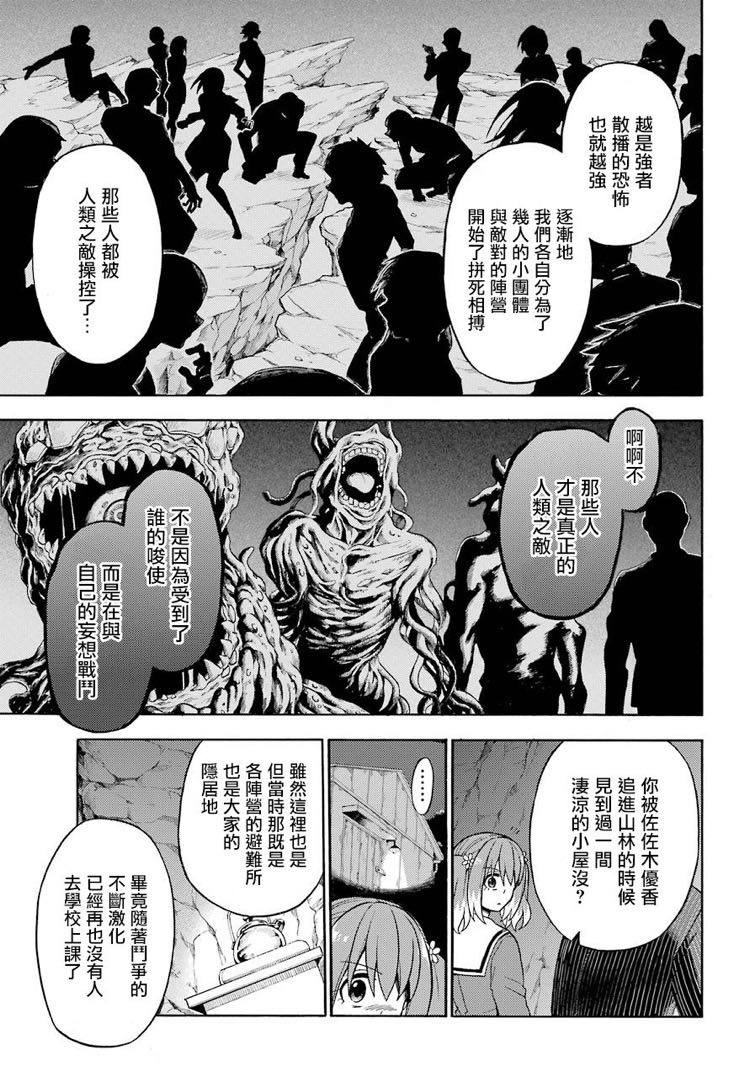 越是強者
散播的恐怖
也就越強
逐漸地
我們各自分為了
幾人的小團體
與敵對的陣營
開始了拼死相搏
那些人都被
人類之敵操控了…
啊啊不
那些人
才是真正的
人類之敵
不是因為受到了
誰的唆使
而是在與
自己的妄想戰鬥
你被佐佐木優香
追進山林的時候
見到過一間
淒涼的小屋沒？
……
雖然這裡也是
但當時那既是
各陣營的避難所
也是大家的
隱居地
畢竟隨著鬥爭的
不斷激化
已經再也沒有人
去學校上課了